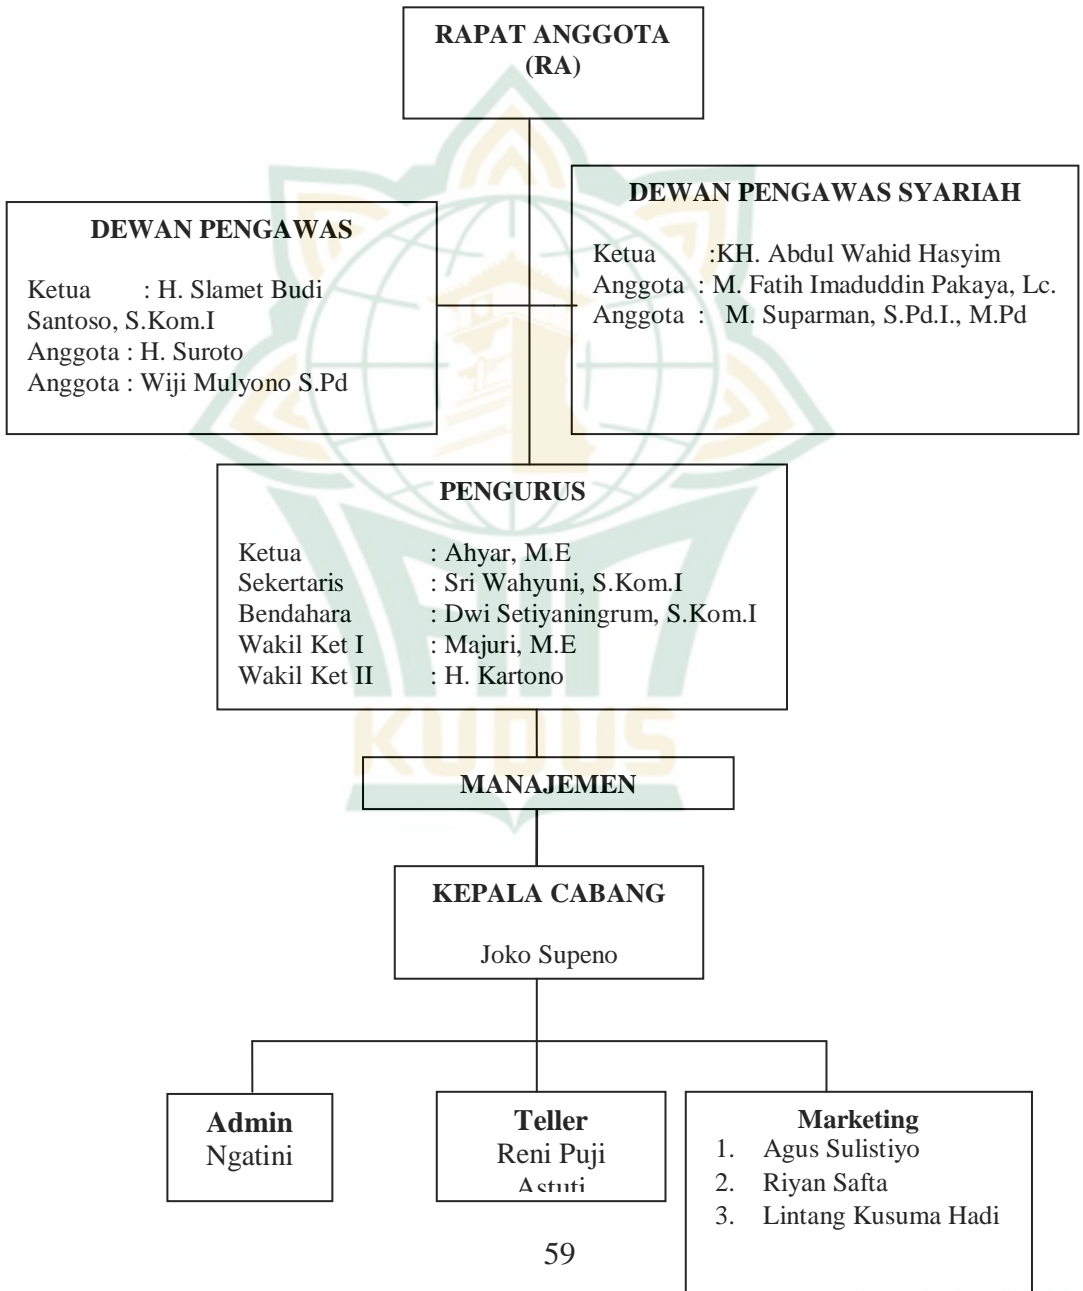 RAPAT ANGGOTA
(RA)
DEWAN PENGAWAS
Ketua : H. Slamet Budi
Santoso, S.Kom.I
Anggota : H. Suroto
Anggota : Wiji Mulyono S.Pd
DEWAN PENGAWAS SYARIAH
Ketua :KH. Abdul Wahid Hasyim
Anggota : M. Fatih Imaduddin Pakaya, Lc.
Anggota : M. Suparman, S.Pd.I., M.Pd
PENGURUS
Ketua : Ahyar, M.E
Sekertaris : Sri Wahyuni, S.Kom.I
Bendahara : Dwi Setiyaningrum, S.Kom.I
Wakil Ket I : Majuri, M.E
Wakil Ket II : H. Kartono
KUDUS
MANAJEMEN
KEPALA CABANG
Joko Supeno
Admin
Ngatini
Teller
Reni Puji
Astuti
Marketing
1. Agus Sulistiyo
2. Riyan Safta
3. Lintang Kusuma Hadi
59